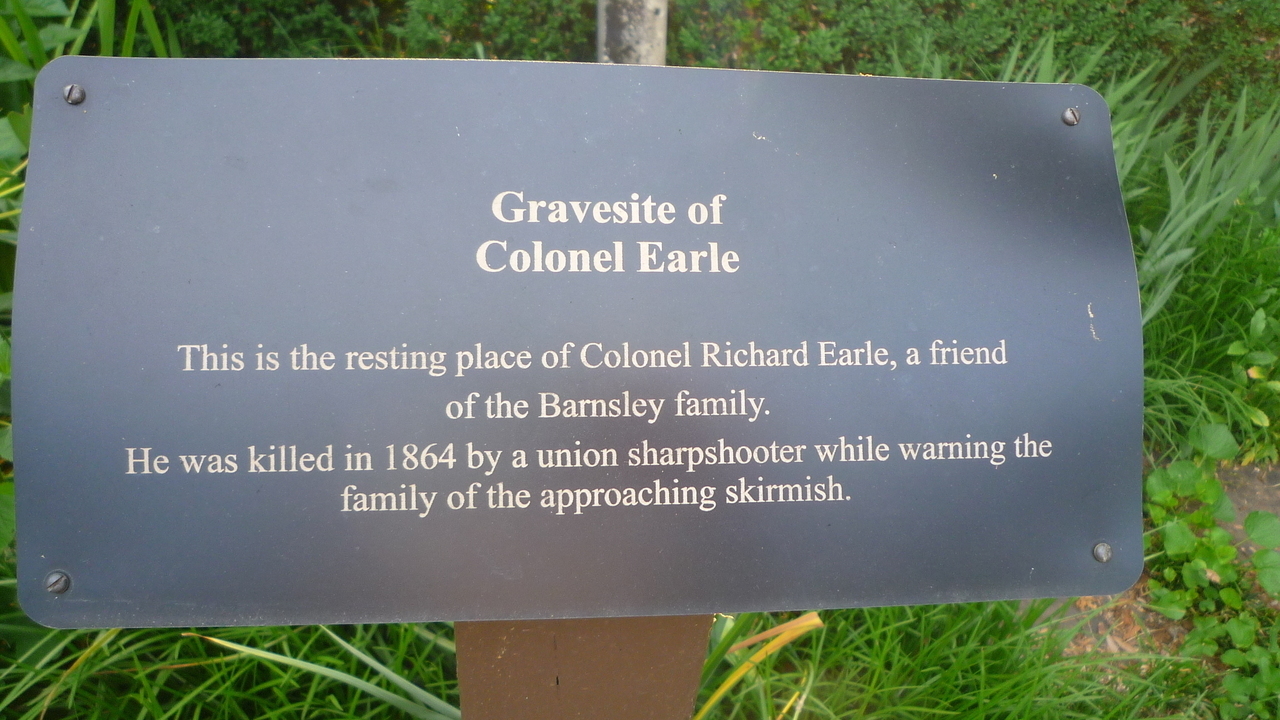 Gravesite of
Colonel Earle
This is the resting place of Colonel Richard Earle, a friend
of the Barnsley family.
He was killed in 1864 by a union sharpshooter while warning the
family of the approaching skirmish.